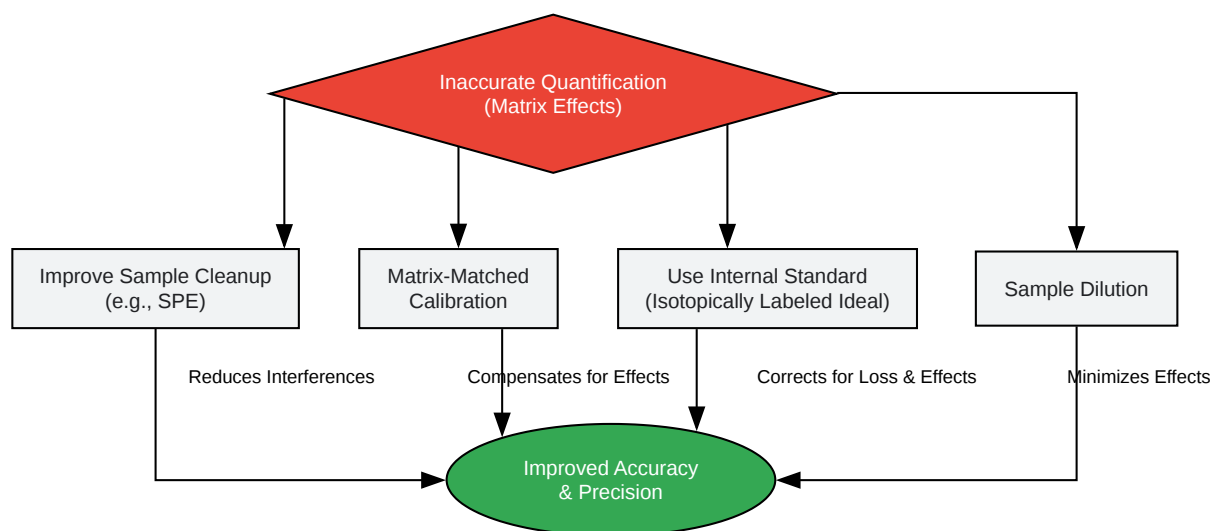 Inaccurate Quantification
(Matrix Effects)
Improve Sample Cleanup
(e.g., SPE)
Matrix-Matched
Calibration
Use Internal Standard
(Isotopically Labeled Ideal)
Sample Dilution
Reduces Interferences
Compensates for Effects
Corrects for Loss & Effects
Minimizes Effects
Improved Accuracy
& Precision